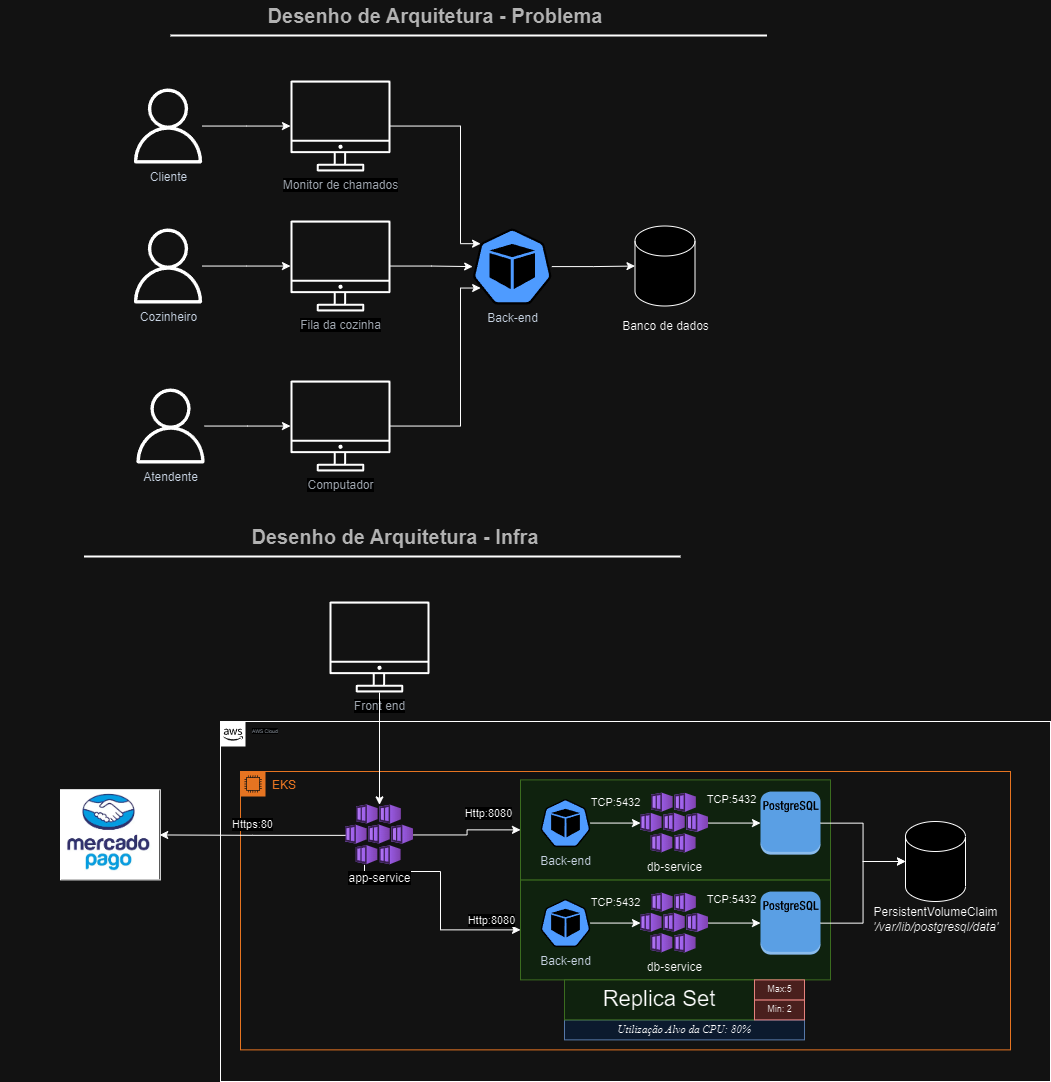 Desenho de Arquitetura - Problema
Cliente
Monitor de chamados
Cozinheiro
Fila da cozinha
Back-end
Banco de dados
Atendente
Computador
Desenho de Arquitetura - Infra
Front end
aws
AWS Cloud
EKS
mercado
pago
Https:80
app-service
Http:8080
Http:8080
Back-end
TCP:5432
db-service
TCP:5432
PostgreSQL
Back-end
TCP:5432
db-service
TCP:5432
PostgreSQL
PersistentVolumeClaim
'/var/lib/postgresql/data'
Replica Set
Max:5
Min: 2
Utilização Alvo da CPU: 80%